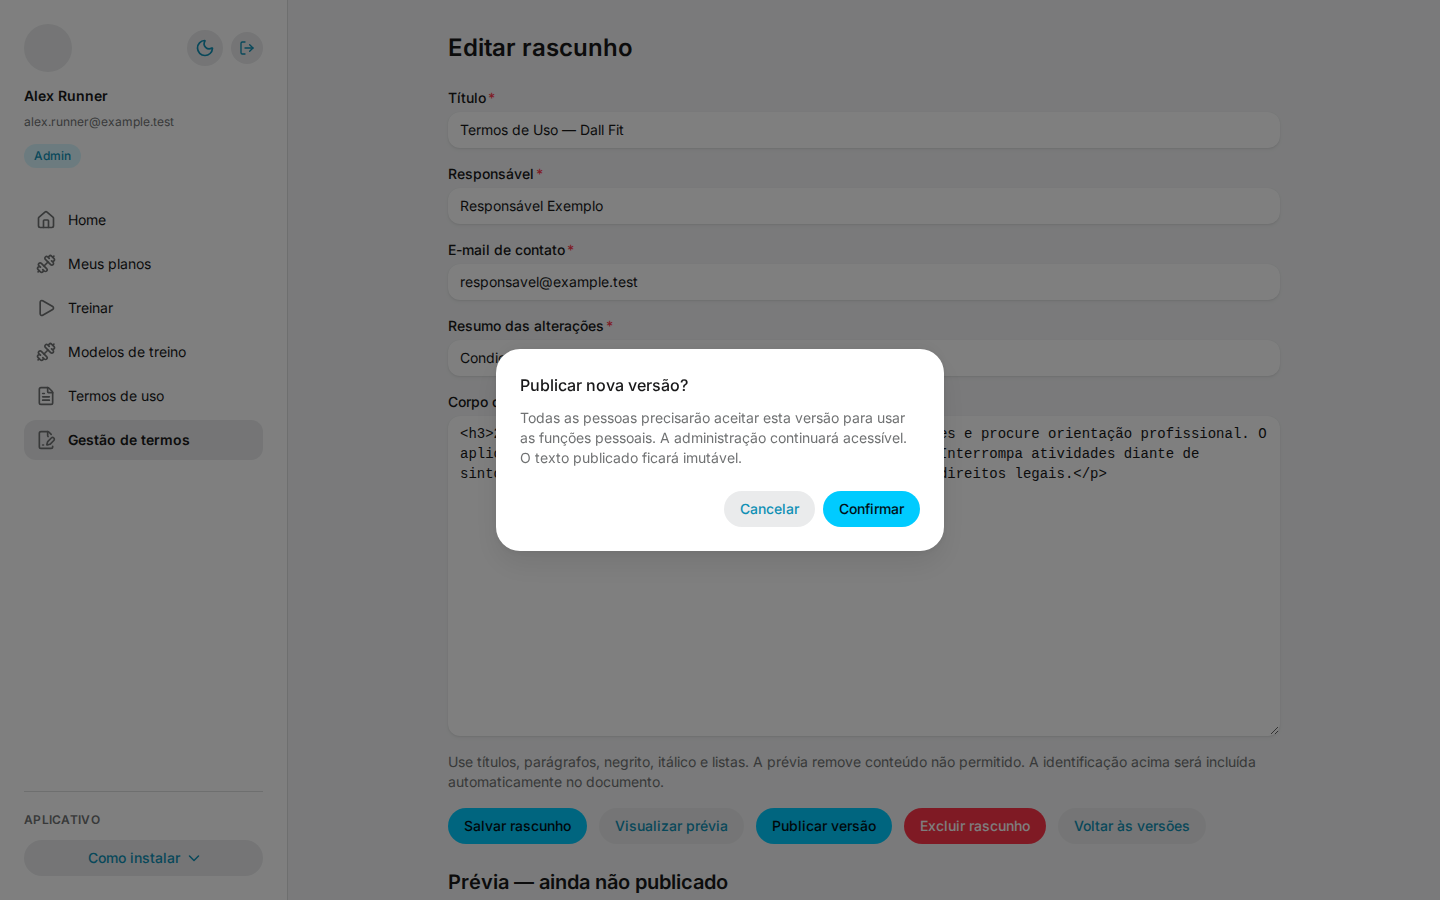 Alex Runner
alex.runner@example.test
Admin
Home
Meus planos
Treinar
Modelos de treino
Termos de uso
Gestão de termos
APLICATIVO
Como instalar
Editar rascunho
Título*
Termos de Uso — Dall Fit
Responsável*
Responsável Exemplo
E-mail de contato*
responsavel@example.test
Resumo das alterações*
Corpo
<h3> e procure orientação profissional. O
Interrompa atividades diante de
direitos legais.</p>
Publicar nova versão?
Todas as pessoas precisarão aceitar esta versão para usar
as funções pessoais. A administração continuará acessível.
O texto publicado ficará imutável.
Cancelar
Confirmar
Use títulos, parágrafos, negrito, itálico e listas. A prévia remove conteúdo não permitido. A identificação acima será incluída
automaticamente no documento.
Salvar rascunho
Visualizar prévia
Publicar versão
Excluir rascunho
Voltar às versões
Prévia — ainda não publicado